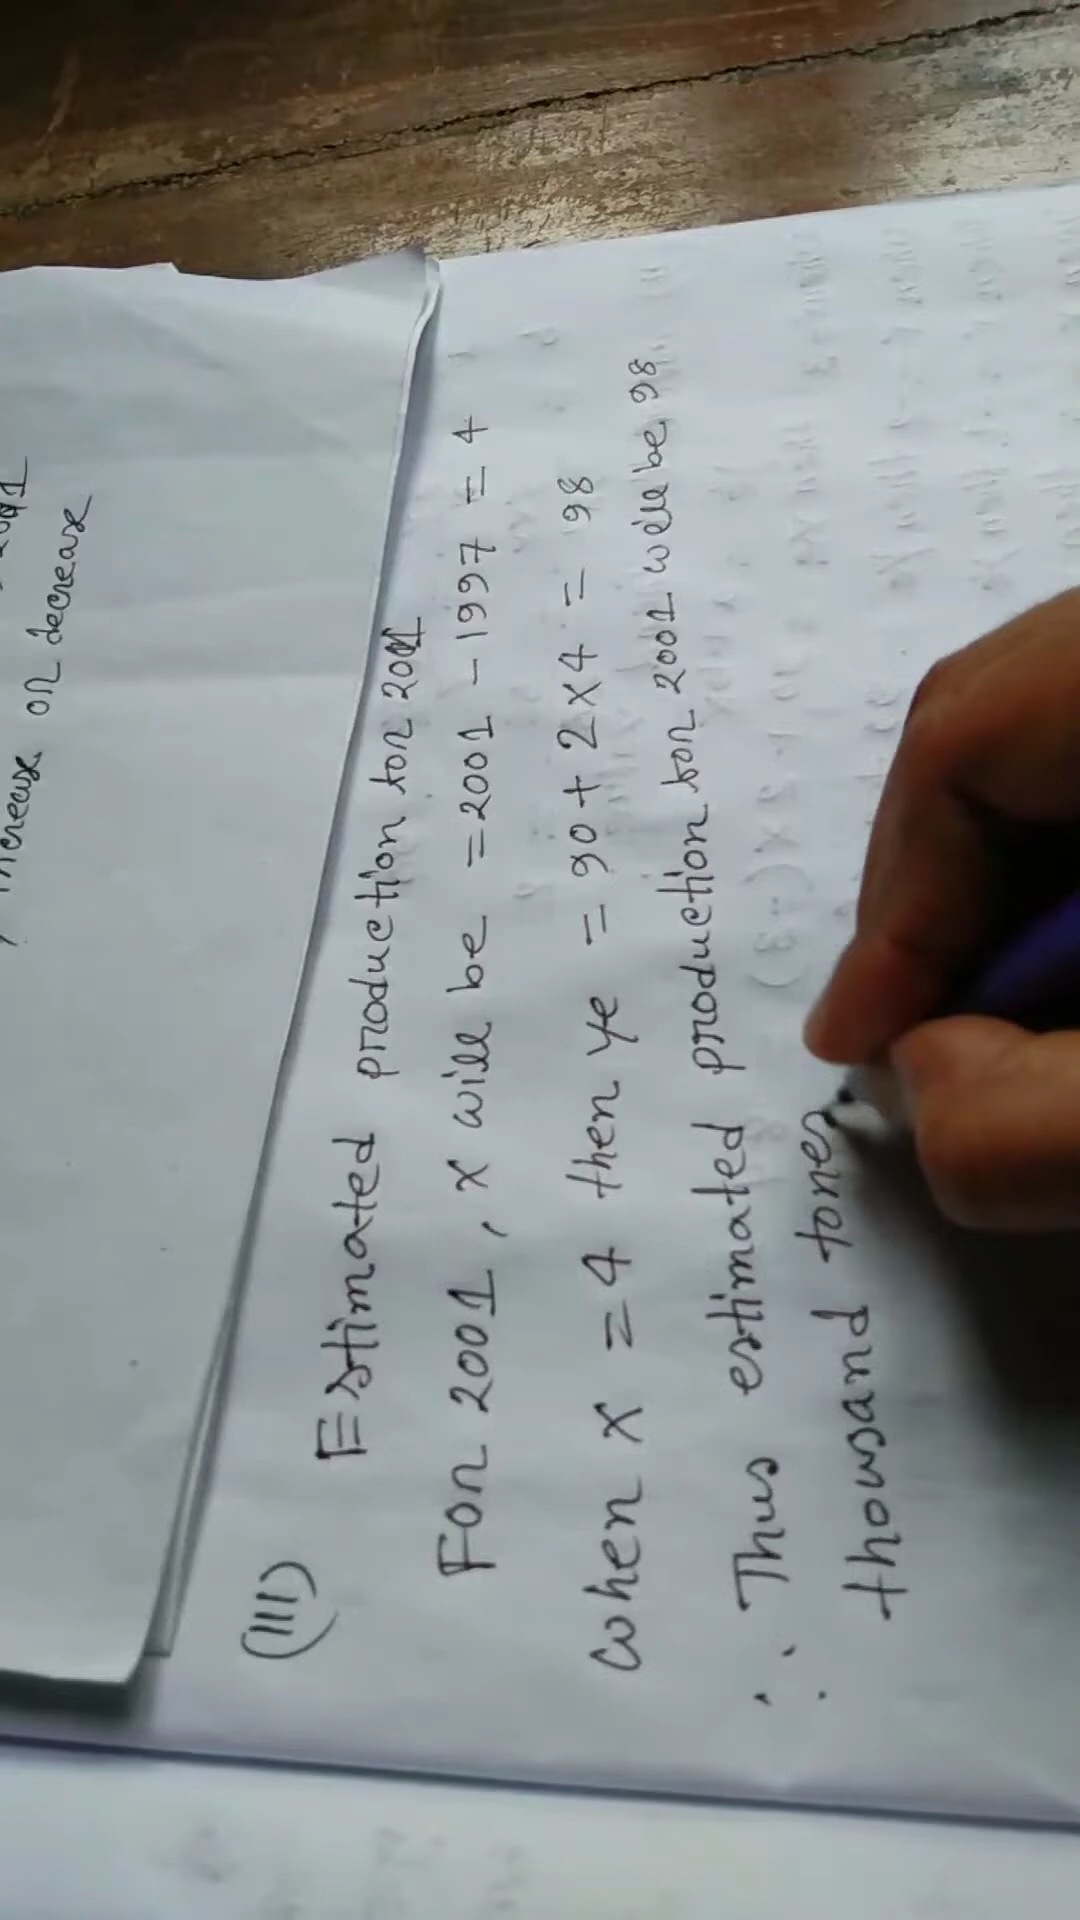 2001
increase or decrease
(III) Estimated production for 2001
For 2001, x will be = 2001 - 1997 = 4
when x = 4 then ye = 90 + 2 x 4 = 98
∴ Thus estimated production for 2001 will be 98
thousand tones